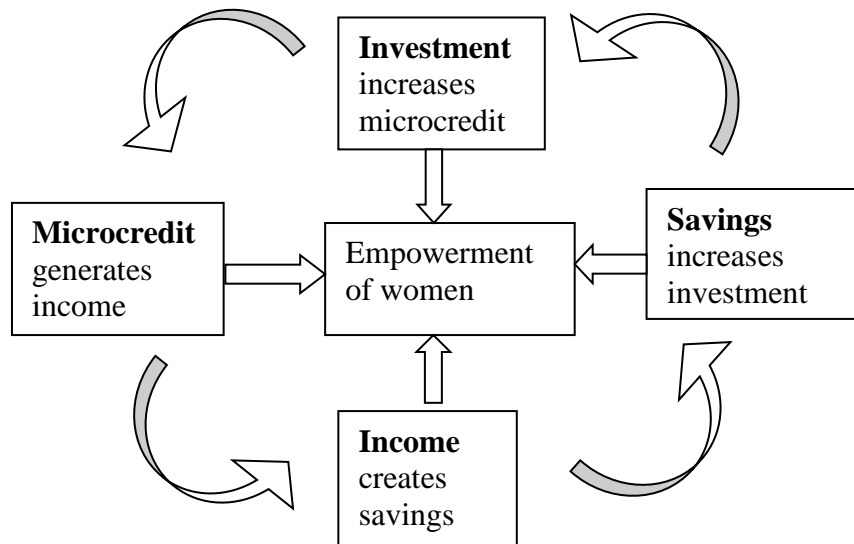 Investment
increases
microcredit
Microcredit
generates
income
Empowerment
of women
Savings
increases
investment
Income
creates
savings